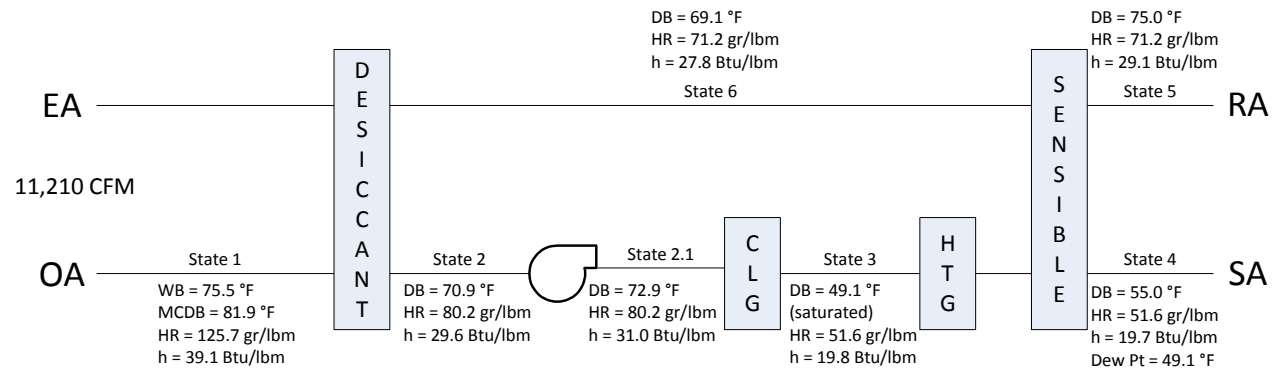 DB = 69.1 °F
HR = 71.2 gr/lbm
h = 27.8 Btu/lbm
DB = 75.0 °F
HR = 71.2 gr/lbm
h = 29.1 Btu/lbm
EA
DESICCANT
State 6
SENSIBLE
State 5
RA
11,210 CFM
OA
State 1
WB = 75.5 °F
MCDB = 81.9 °F
HR = 125.7 gr/lbm
h = 39.1 Btu/lbm
State 2
DB = 70.9 °F
HR = 80.2 gr/lbm
h = 29.6 Btu/lbm
State 2.1
DB = 72.9 °F
HR = 80.2 gr/lbm
h = 31.0 Btu/lbm
CLG
State 3
DB = 49.1 °F
(saturated)
HR = 51.6 gr/lbm
h = 19.8 Btu/lbm
HTG
State 4
DB = 55.0 °F
HR = 51.6 gr/lbm
h = 19.7 Btu/lbm
Dew Pt = 49.1 °F
SA